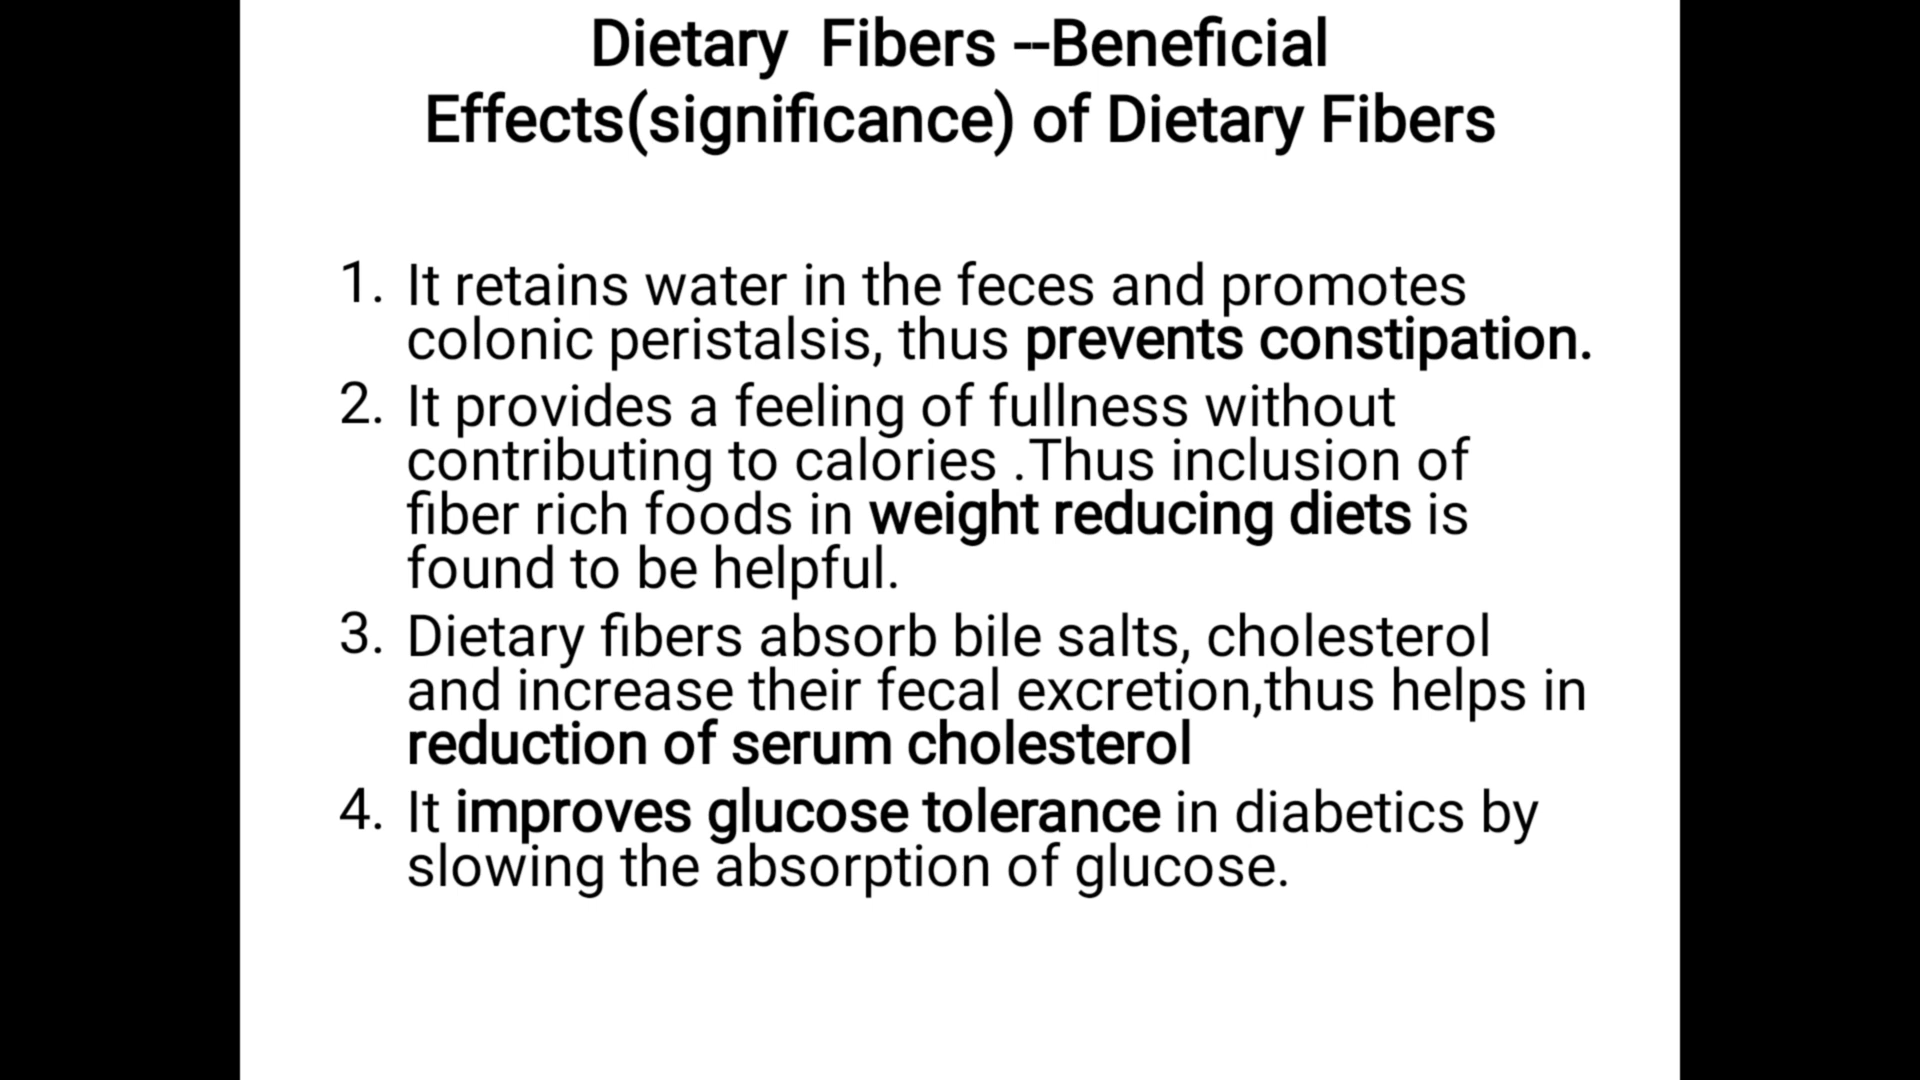 Dietary  Fibers --Beneficial
Effects(significance) of Dietary Fibers
1. It retains water in the feces and promotes
colonic peristalsis, thus prevents constipation.
2. It provides a feeling of fullness without
contributing to calories .Thus inclusion of
fiber rich foods in weight reducing diets is
found to be helpful.
3. Dietary fibers absorb bile salts, cholesterol
and increase their fecal excretion,thus helps in
reduction of serum cholesterol
4. It improves glucose tolerance in diabetics by
slowing the absorption of glucose.